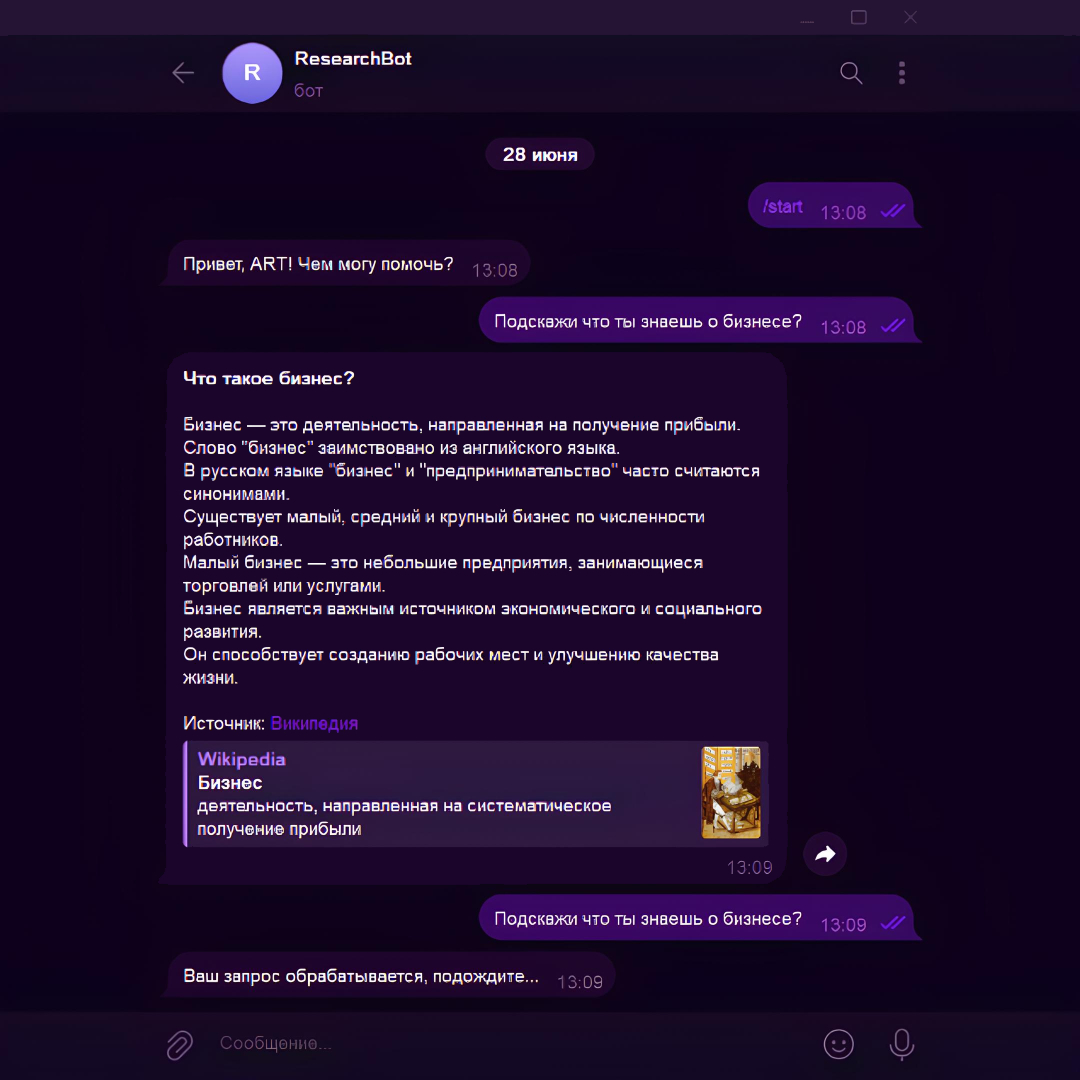 R
ResearchBot
бот
28 июня
/start 13:08
Привет, ART! Чем могу помочь? 13:08
Подскажи что ты знаешь о бизнесе? 13:08
Что такое бизнес?
Бизнес — это деятельность, направленная на получение прибыли.
Слово "бизнес" заимствовано из английского языка.
В русском языке "бизнес" и "предпринимательство" часто считаются
синонимами.
Существует малый, средний и крупный бизнес по численности
работников.
Малый бизнес — это небольшие предприятия, занимающиеся
торговлей или услугами.
Бизнес является важным источником экономического и социального
развития.
Он способствует созданию рабочих мест и улучшению качества
жизни.
Источник: Википедия
Wikipedia
Бизнес
деятельность, направленная на систематическое
получение прибыли
13:09
Подскажи что ты знаешь о бизнесе? 13:09
Ваш запрос обрабатывается, подождите... 13:09
Сообщение...